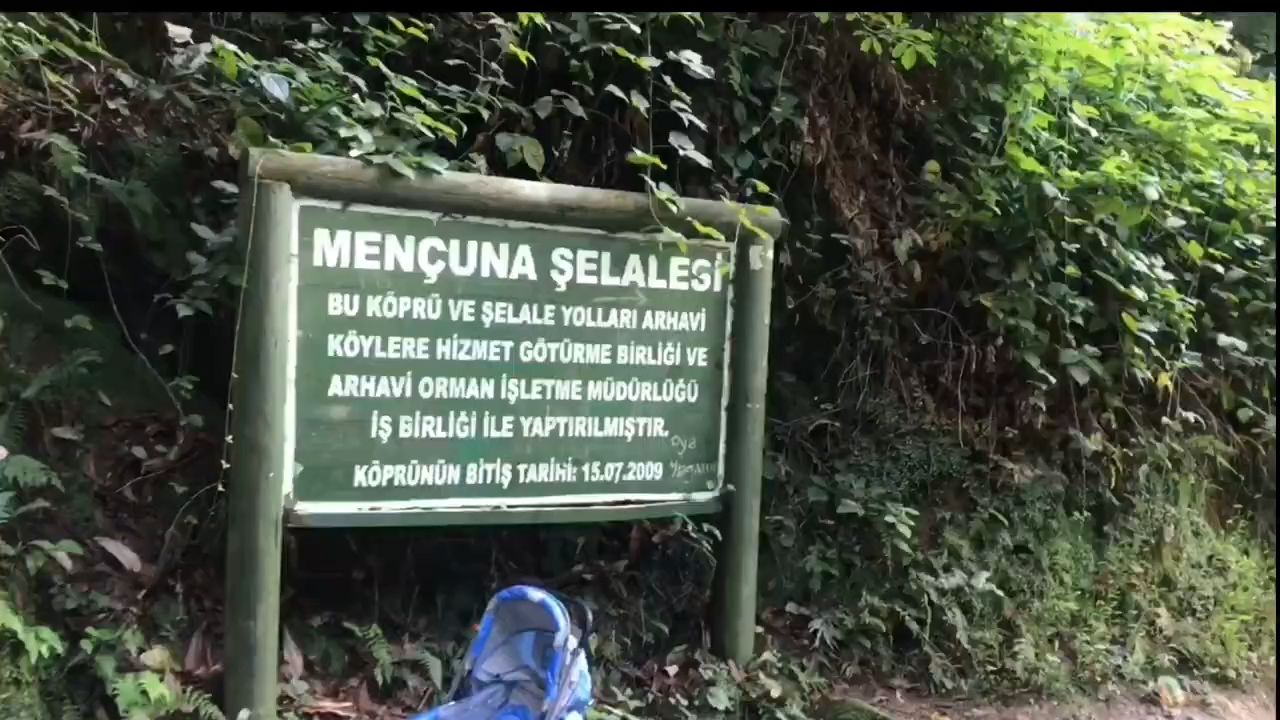 MENÇUNA ŞELALESİ
BU KÖPRÜ VE ŞELALE YOLLARI ARHAVİ
KÖYLERE HİZMET GÖTÜRME BİRLİĞİ VE
ARHAVİ ORMAN İŞLETME MÜDÜRLÜĞÜ
İŞ BİRLİĞİ İLE YAPTIRILMIŞTIR.
Oya
KÖPRÜNÜN BİTİŞ TARİHİ: 15.07.2009